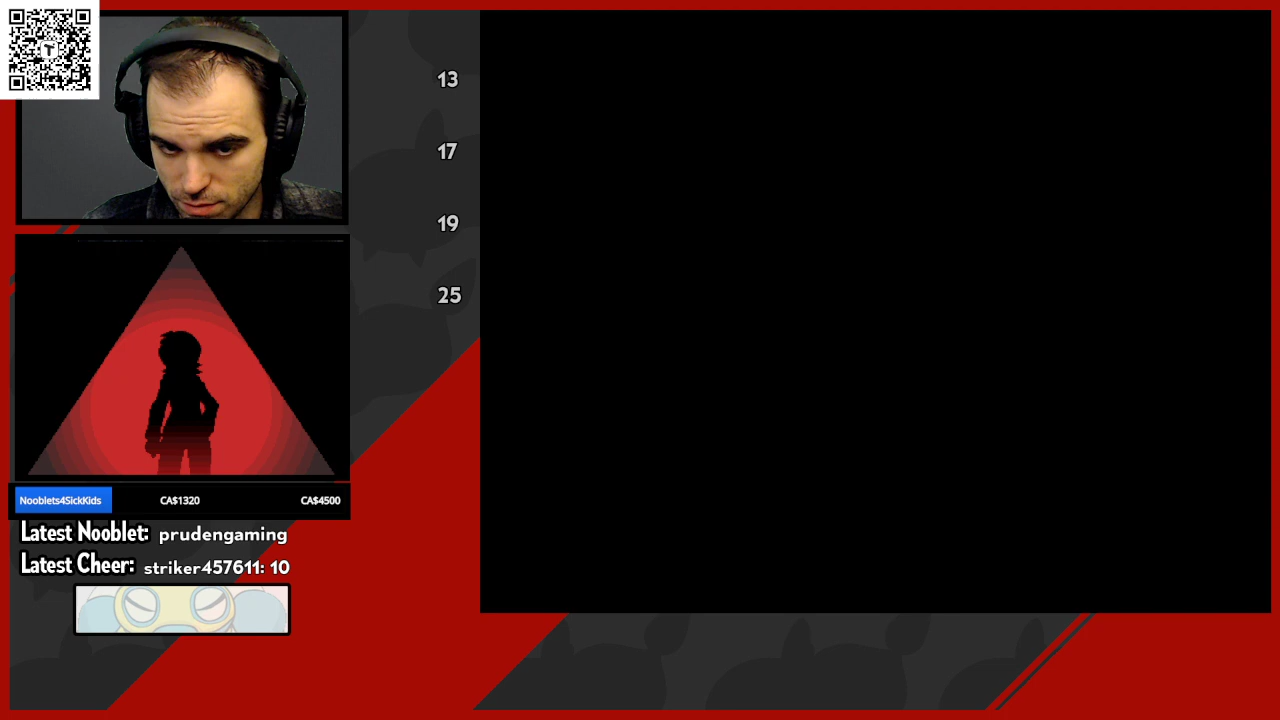 13
17
19
25
Nooblets4SickKids CA$1320 CA$4500
Latest Nooblet: prudengaming
Latest Cheer: striker457611: 10